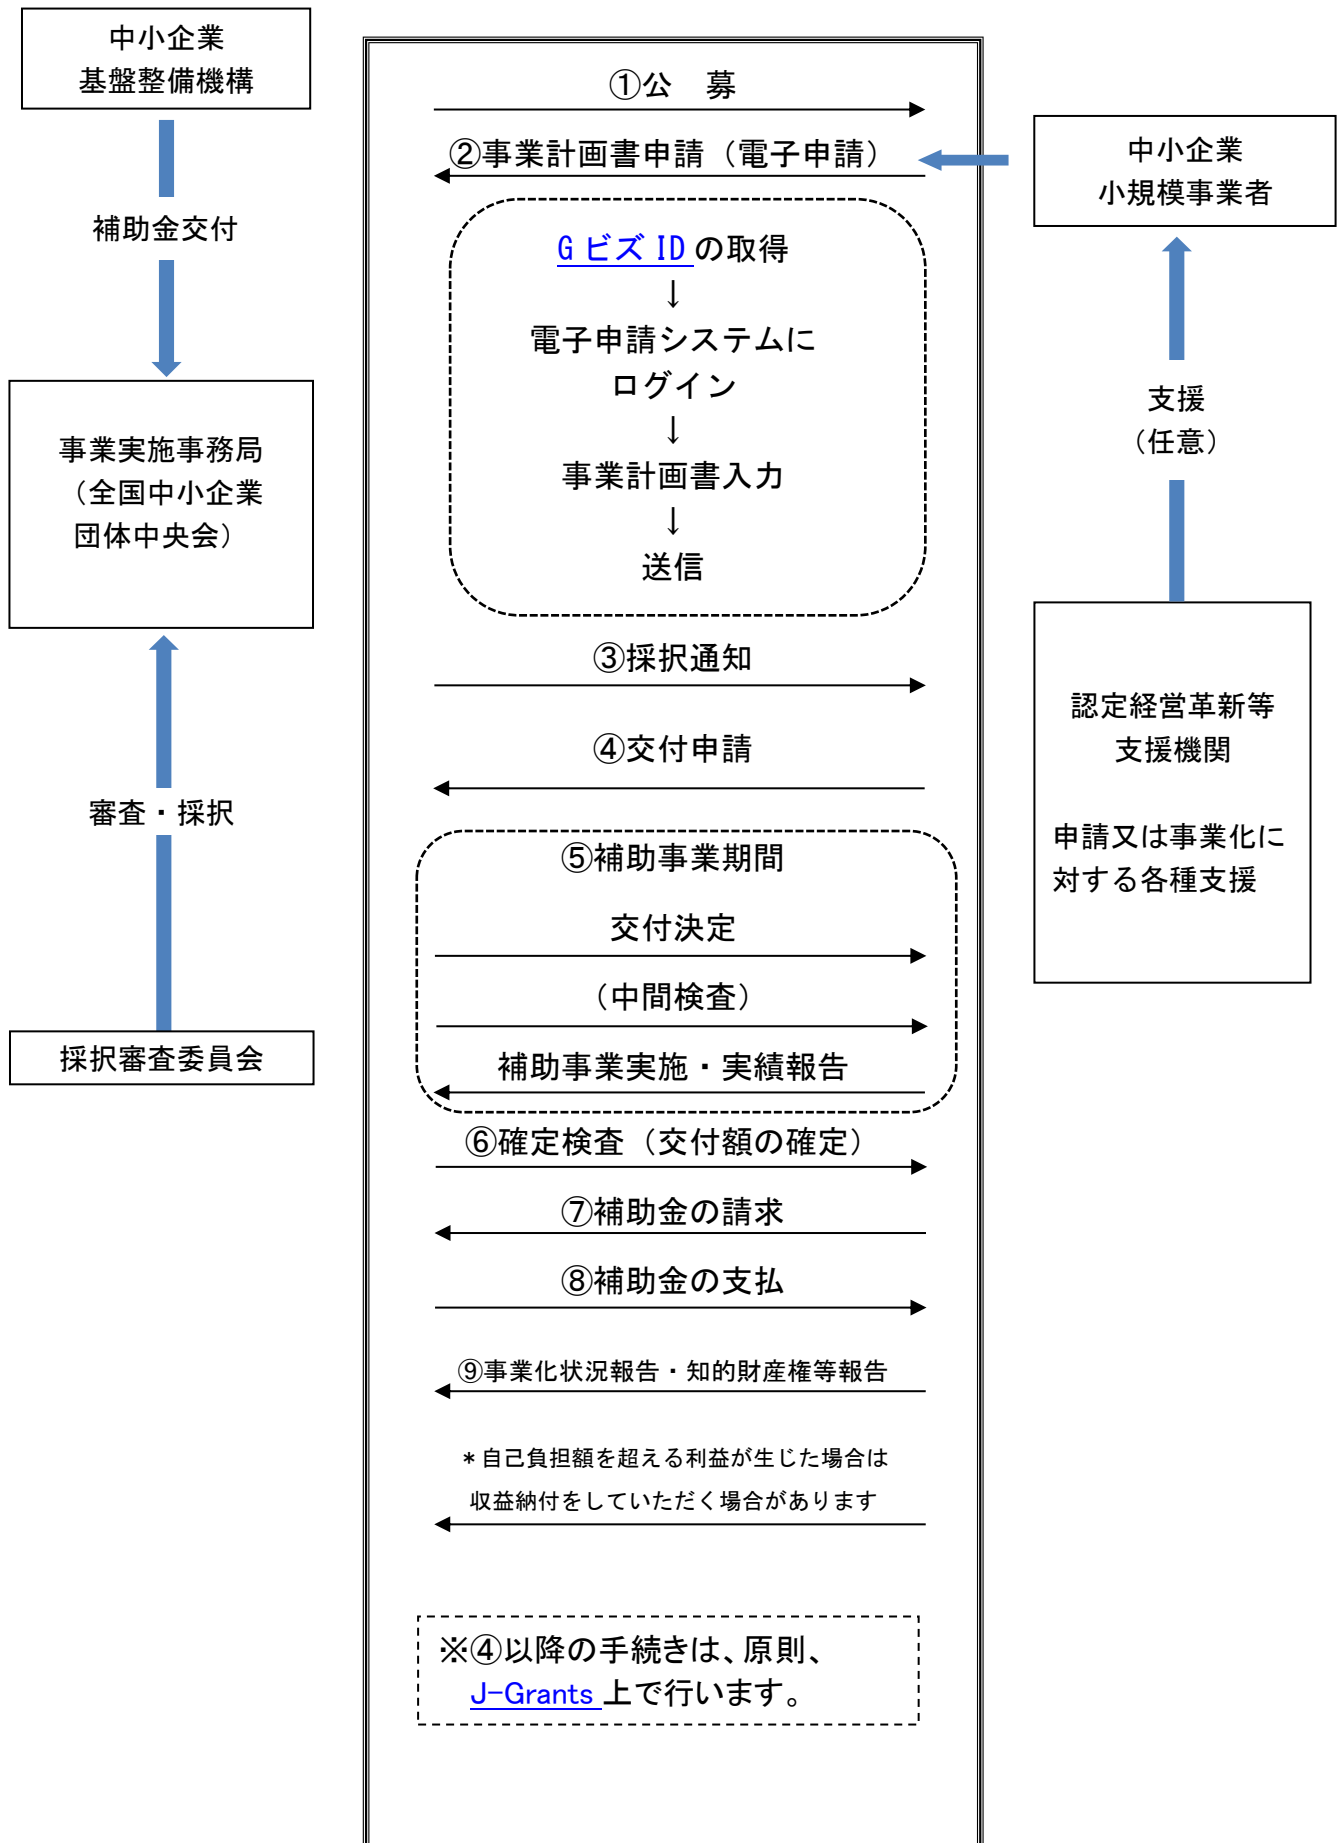 中小企業
基盤整備機構
補助金交付
事業実施事務局
（全国中小企業
団体中央会）
審査・採択
採択審査委員会
①公　募
②事業計画書申請（電子申請）
GビズIDの取得
↓
電子申請システムに
ログイン
↓
事業計画書入力
↓
送信
③採択通知
④交付申請
⑤補助事業期間
交付決定
（中間検査）
補助事業実施・実績報告
⑥確定検査（交付額の確定）
⑦補助金の請求
⑧補助金の支払
⑨事業化状況報告・知的財産権等報告
＊自己負担額を超える利益が生じた場合は
収益納付をしていただく場合があります
※④以降の手続きは、原則、
J-Grants上で行います。
中小企業
小規模事業者
支援
（任意）
認定経営革新等
支援機関
申請又は事業化に
対する各種支援